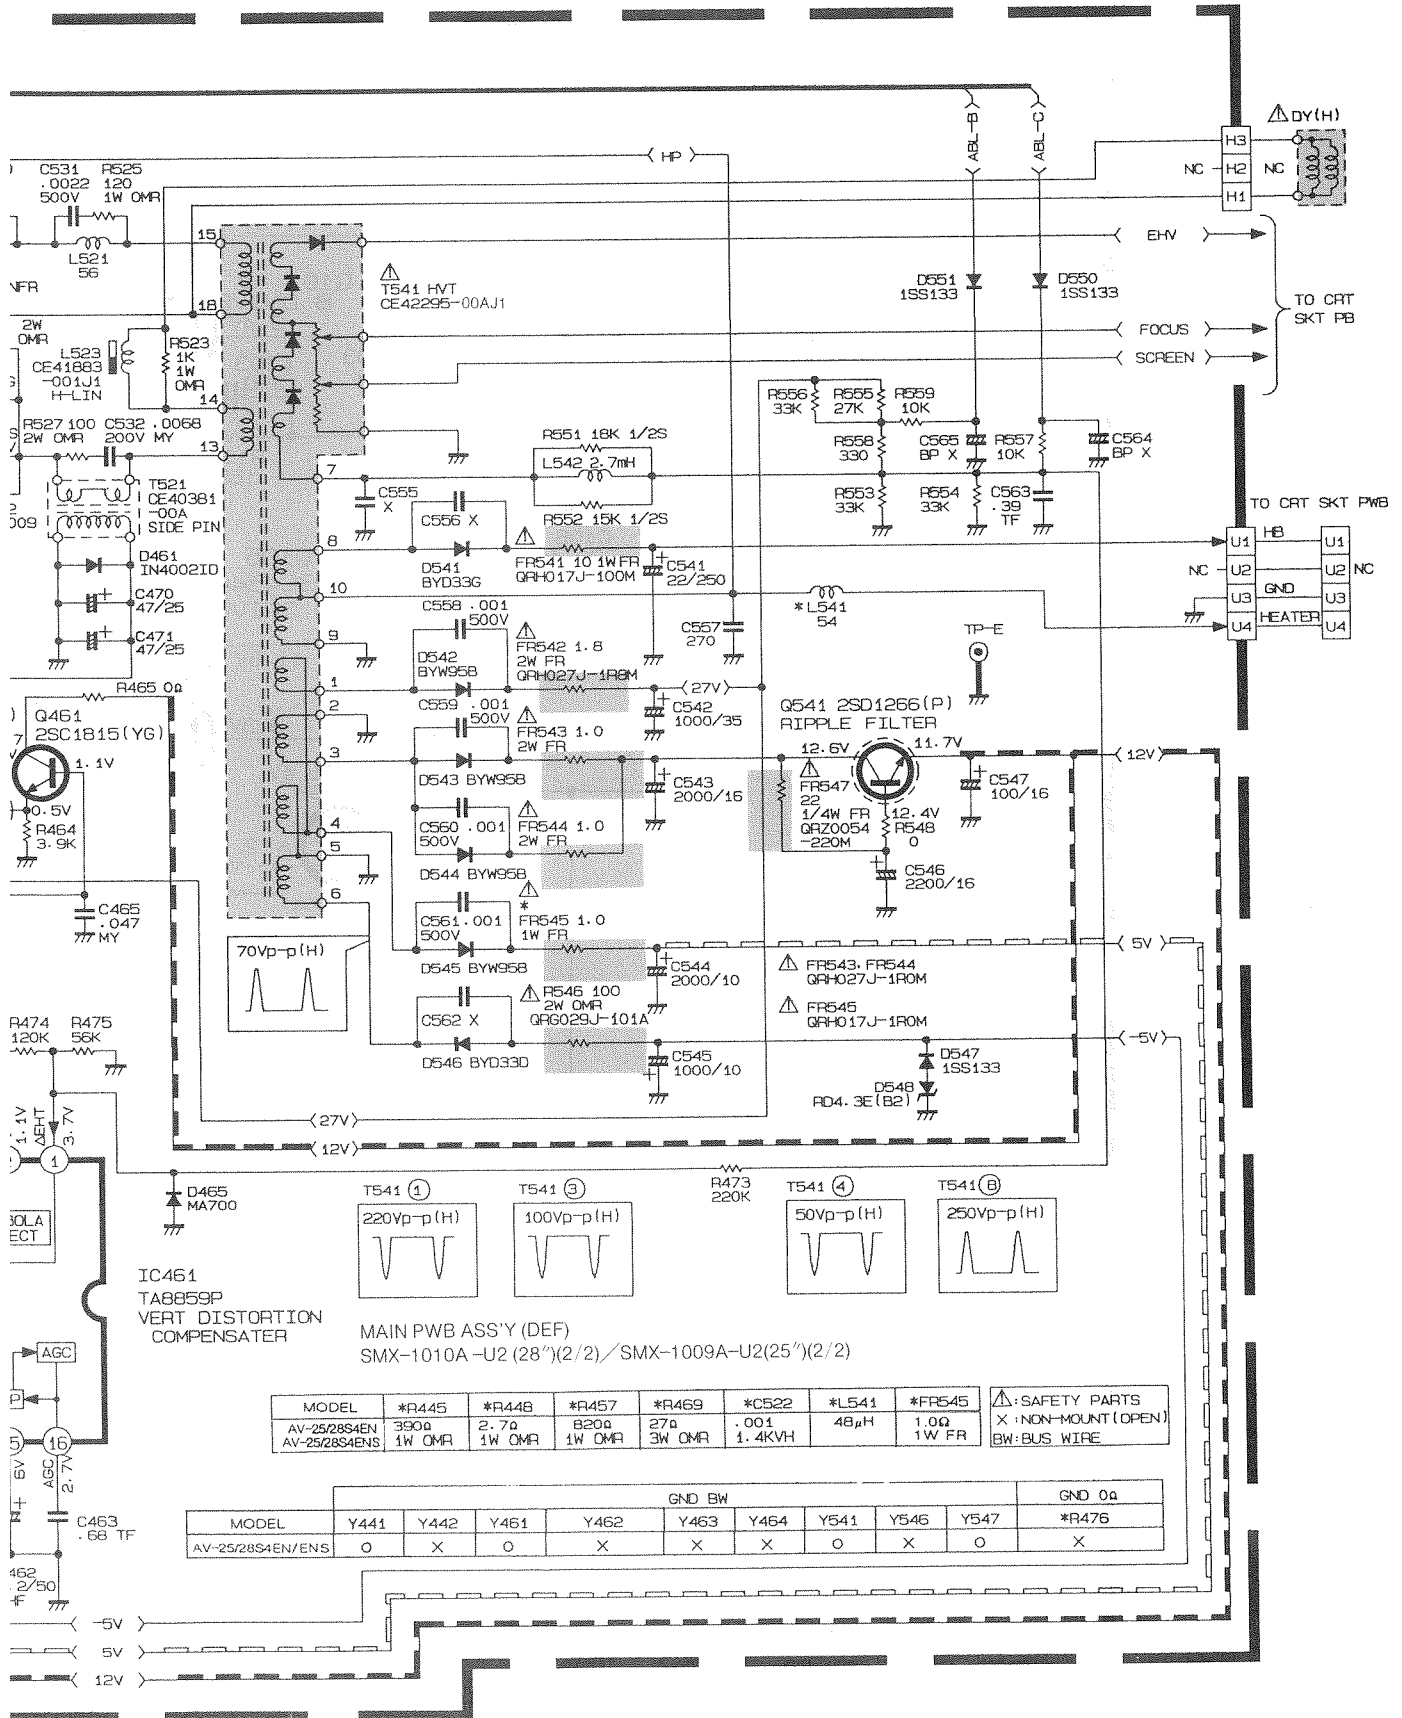 HP
ABL-B
ABL-C
⚠ DY(H)
H3
NC H2 NC
H1
C531
.0022
500V
R525
120
1W OMR
L521
56
NFR
2W
OMR
15
18
14
13
⚠
T541 HVT
CE42295-00AJ1
EHV
FOCUS
SCREEN
TO CRT
SKT PB
D551
1SS133
D550
1SS133
L523
CE41883
-001J1
H-LIN
R523
1K
1W
OMR
R527 100
2W OMR
C532 .0068
200V MY
T521
CE40381
-00A
SIDE PIN
009
D461
IN4002ID
C470
47/25
C471
47/25
R556
33K
R555
27K
R559
10K
R558
330
C565
BP X
R557
10K
C564
BP X
R553
33K
R554
33K
C563
.39
TF
R551 18K 1/2S
L542 2.7mH
R552 15K 1/2S
7
C555
X
C556 X
8
D541
BYD33G
⚠
FR541 10 1W FR
QRH017J-100M
C541
22/250
TO CRT SKT PWB
U1 HB U1
NC U2 U2 NC
U3 GND U3
U4 HEATER U4
10
9
C558 .001
500V
D542
BYW95B
⚠
FR542 1.8
2W FR
QRH027J-1R8M
C557
270
*L541
54
TP-E
1
27V
C542
1000/35
2
3
C559 .001
500V
D543 BYW95B
⚠
FR543 1.0
2W FR
C543
2000/16
Q541 2SD1266(P)
RIPPLE FILTER
12.6V
11.7V
12.4V
⚠
FR547
22
1/4W FR
QRZ0054
-220M
R548
0
C547
100/16
C546
2200/16
12V
R465 0Ω
7
Q461
2SC1815(YG)
1.1V
0.5V
R464
3.9K
C465
.047
MY
4
5
6
C560 .001
500V
D544 BYW95B
⚠
FR544 1.0
2W FR
⚠
*
FR545 1.0
1W FR
C561 .001
500V
D545 BYW95B
C544
2000/10
5V
⚠ FR543, FR544
QRH027J-1R0M
⚠ FR545
QRH017J-1R0M
70Vp-p(H)
C562 X
D546 BYD33D
⚠ R546 100
2W OMR
QRG029J-101A
C545
1000/10
-5V
D547
1SS133
D548
RD4.3E(B2)
R474
120K
R475
56K
1.1V
ΔEHT
3.7V
1
27V
12V
R473
220K
D465
MA700
OLA
ECT
T541 ①
220Vp-p(H)
T541 ③
100Vp-p(H)
T541 ④
50Vp-p(H)
T541 ⑧
250Vp-p(H)
IC461
TA8859P
VERT DISTORTION
COMPENSATER
MAIN PWB ASS'Y (DEF)
SMX-1010A-U2 (28″)(2/2)/SMX-1009A-U2(25″)(2/2)
AGC
P
5
16
6V
AGC
2.7V
C463
.68 TF
462
2/50
MODEL *R445 *R448 *R457 *R469 *C522 *L541 *FR545
AV-25/28S4EN
AV-25/28S4ENS
390Ω 2.7Ω 820Ω 27Ω .001 48μH 1.0Ω
1W OMR 1W OMR 1W OMR 3W OMR 1.4KVH 1W FR
⚠:SAFETY PARTS
X:NON-MOUNT(OPEN)
BW:BUS WIRE
GND BW GND 0Ω
MODEL Y441 Y442 Y461 Y462 Y463 Y464 Y541 Y546 Y547 *R476
AV-25/28S4EN/ENS O X O X X X O X O X
-5V
5V
12V